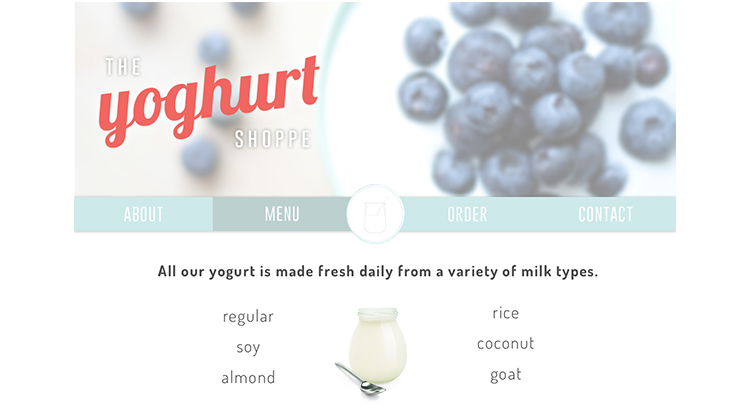 THE
yoghurt
SHOPPE
ABOUT MENU ORDER CONTACT
All our yogurt is made fresh daily from a variety of milk types.
regular
soy
almond
rice
coconut
goat